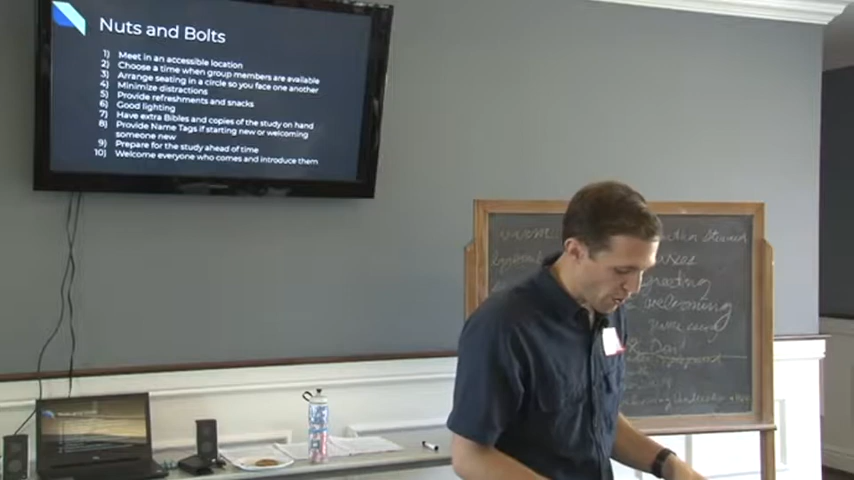 Nuts and Bolts
1) Meet in an accessible location
2) Choose a time when group members are available
3) Arrange seating in a circle so you face one another
4) Minimize distractions
5) Provide refreshments and snacks
6) Good lighting
7) Have extra Bibles and copies of the study on hand
8) Provide Name Tags if starting new or welcoming
someone new
9) Prepare for the study ahead of time
10) Welcome everyone who comes and introduce them
warm
greeting
welcoming